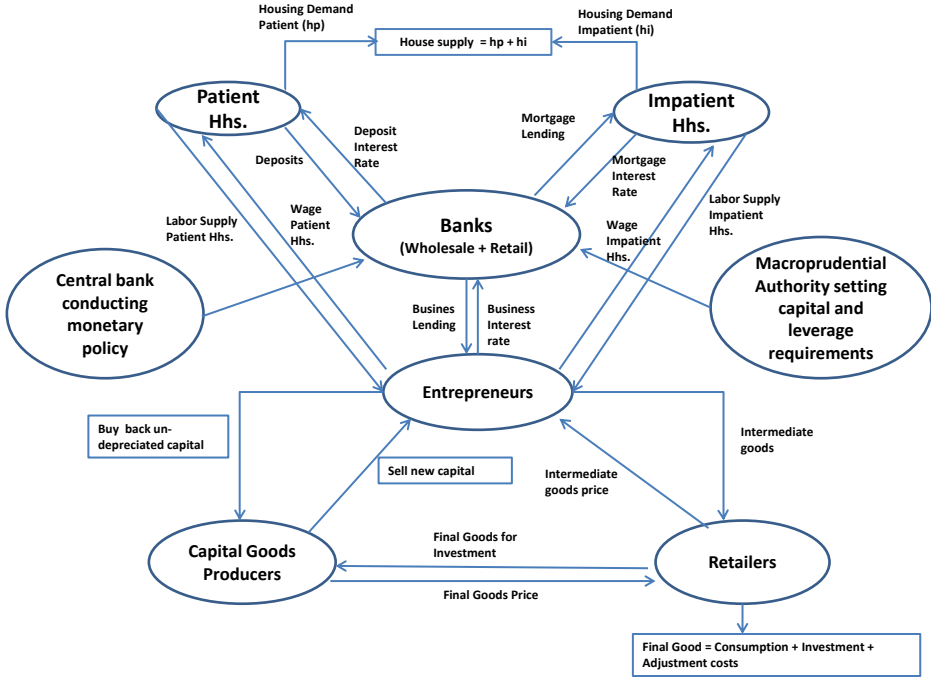 Housing Demand
Patient (hp)
Housing Demand
Impatient (hi)
House supply = hp + hi
Patient
Hhs.
Impatient
Hhs.
Deposit
Interest
Rate
Mortgage
Lending
Deposits
Mortgage
Interest
Rate
Labor Supply
Patient Hhs.
Wage
Patient
Hhs.
Banks
(Wholesale + Retail)
Wage
Impatient
Hhs.
Labor Supply
Impatient
Hhs.
Central bank
conducting
monetary
policy
Macroprudential
Authority setting
capital and
leverage
requirements
Busines
Lending
Business
Interest
rate
Entrepreneurs
Buy back un-
depreciated capital
Sell new capital
Intermediate
goods price
Intermediate
goods
Capital Goods
Producers
Final Goods for
Investment
Final Goods Price
Retailers
Final Good = Consumption + Investment +
Adjustment costs